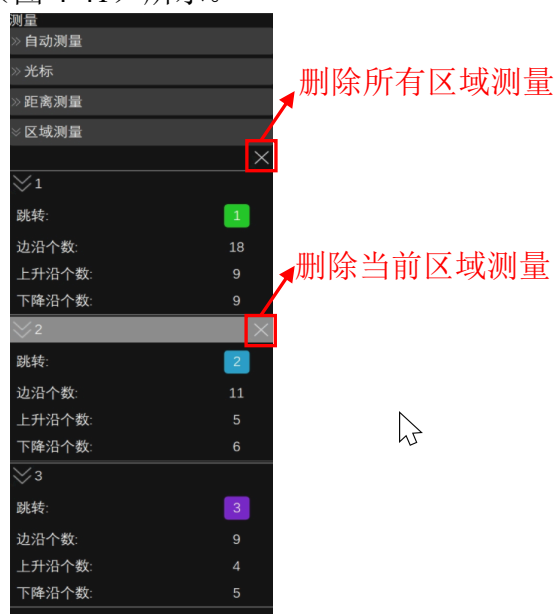 测量
自动测量
光标
距离测量
区域测量
删除所有区域测量
1
跳转: 1
边沿个数: 18
上升沿个数: 9
下降沿个数: 9
删除当前区域测量
2
跳转: 2
边沿个数: 11
上升沿个数: 5
下降沿个数: 6
3
跳转: 3
边沿个数: 9
上升沿个数: 4
下降沿个数: 5